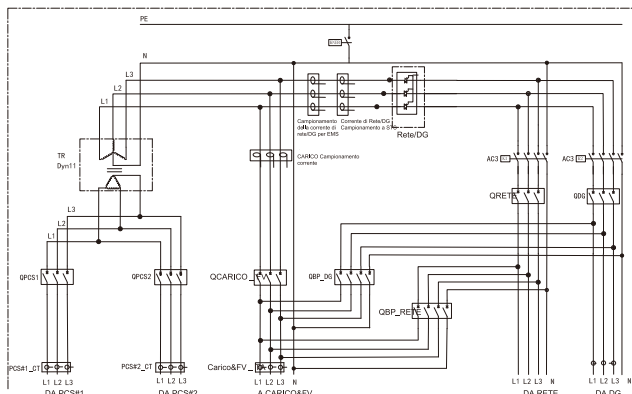 PE
N
L3
L2
L1
Campionamento
della corrente di
rete/DG per EMS
Corrente di Rete/DG
Campionamento a STS
Rete/DG
TR
Dyn11
CARICO Campionamento
corrente
AC3
AC3
QRETE
QDG
L3
L2
L1
QPCS1
QPCS2
QCARICO_FV
QBP_DG
QBP_RETE
PCS#1_CT
PCS#2_CT
Carico&FV_
L1 L2 L3
L1 L2 L3
L1 L2 L3 N
L1 L2 L3 N
L1 L2 L3 N
DA PCS#1
DA PCS#2
A CARICO&FV
DA RETE
DA DG